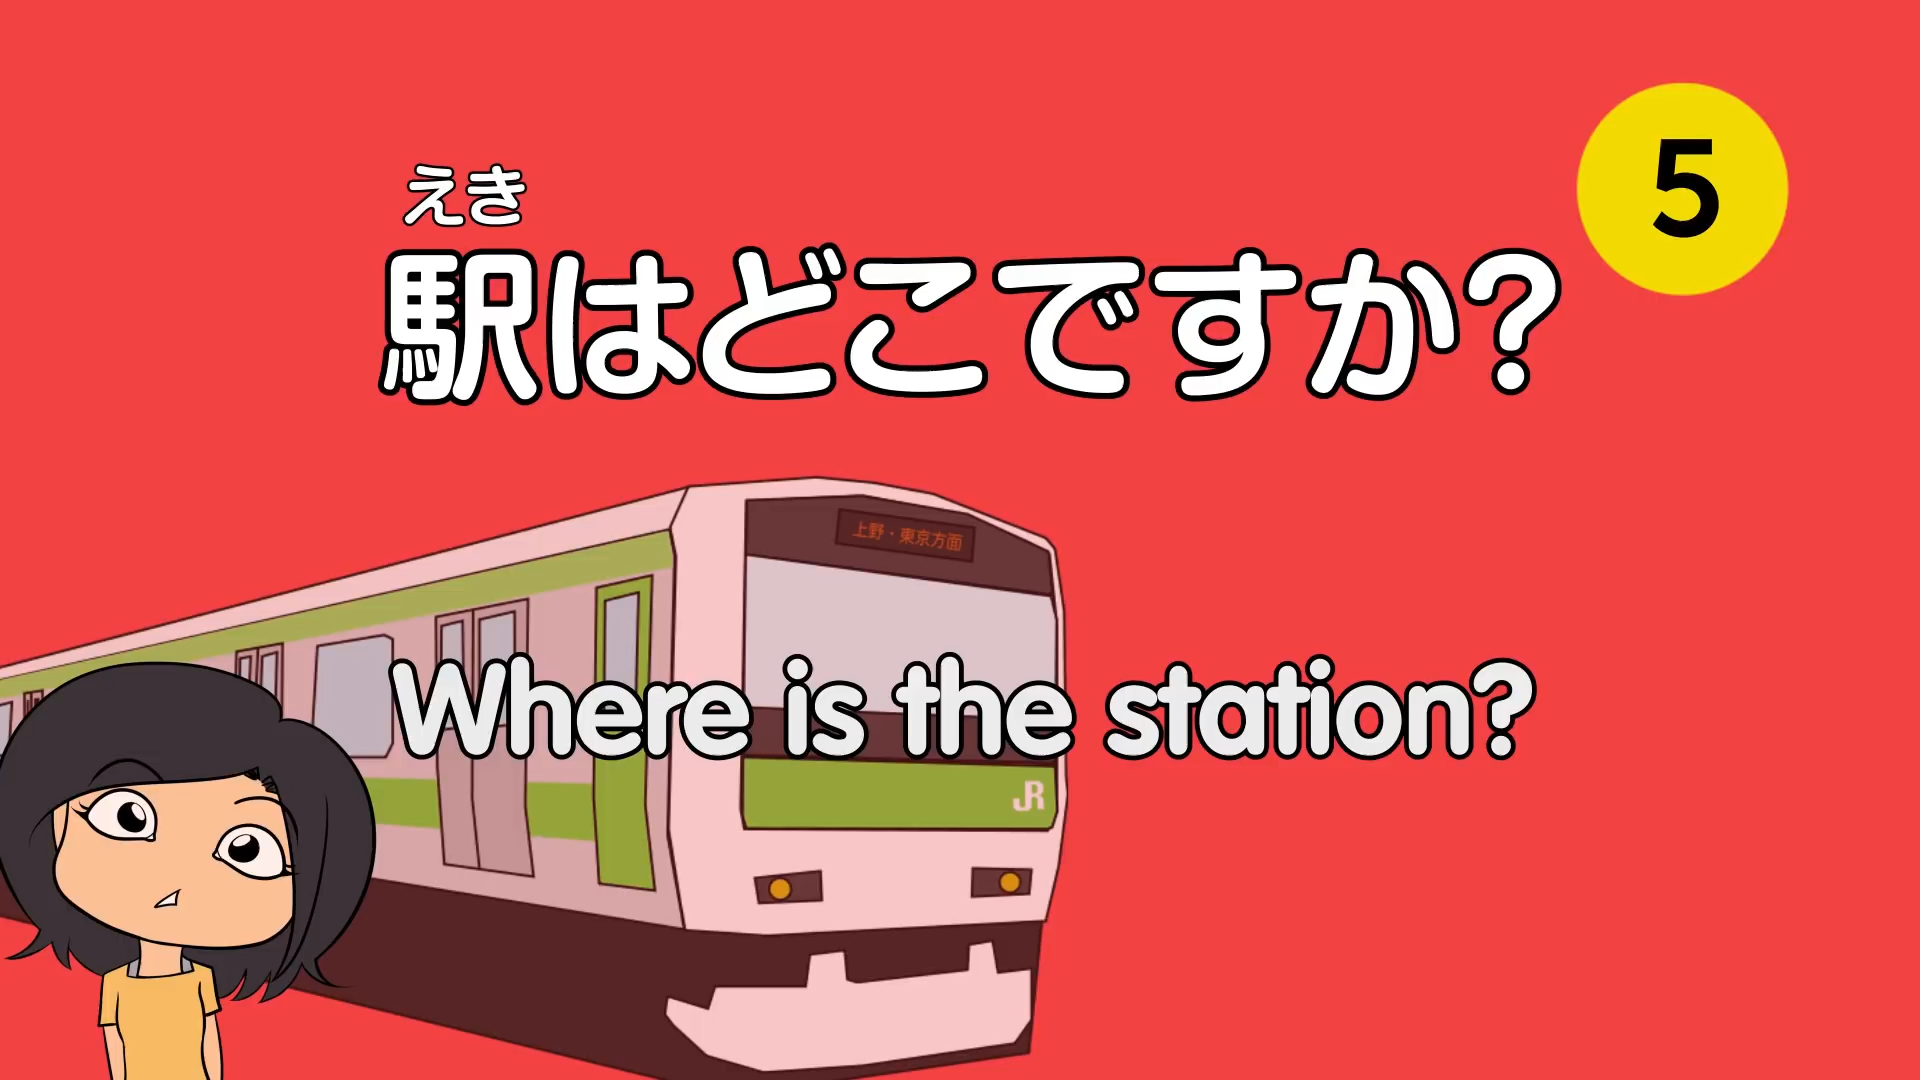 5
えき
駅はどこですか?
上野・東京方面
Where is the station?
JR